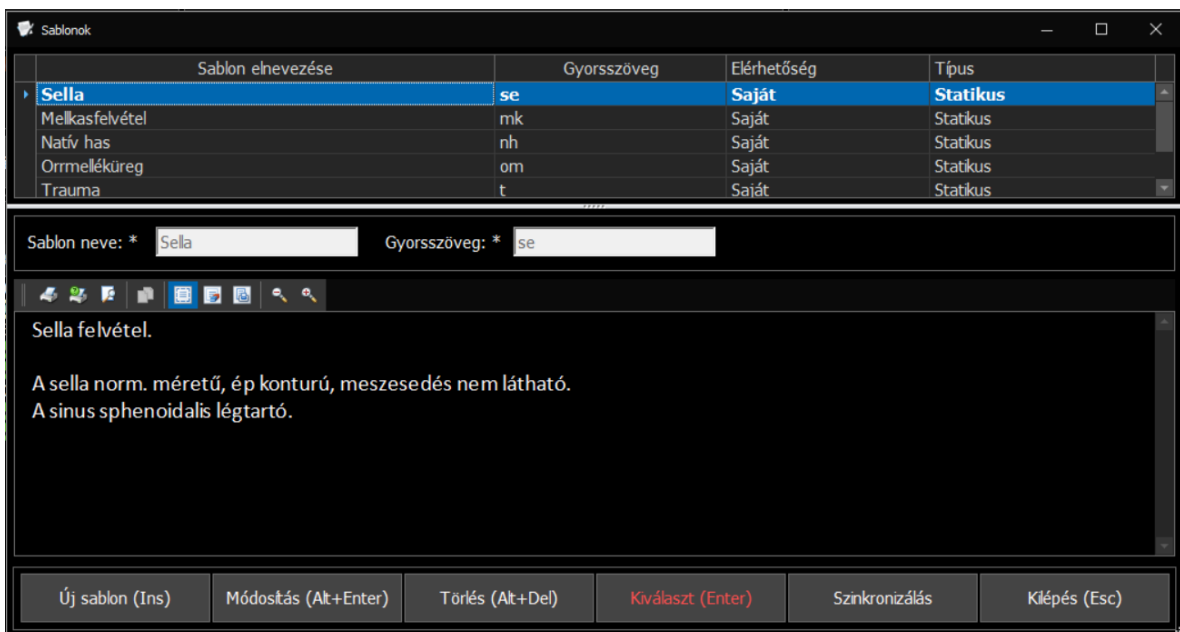 Sablonok
Sablon elnevezése Gyorsszöveg Elérhetőség Típus
Sella se Saját Statikus
Mellkasfelvétel mk Saját Statikus
Natív has nh Saját Statikus
Orrmelléküreg om Saját Statikus
Trauma t Saját Statikus
Sablon neve: * Sella Gyorsszöveg: * se
Sella felvétel.
A sella norm. méretű, ép konturú, meszesedés nem látható.
A sinus sphenoidalis légtartó.
Új sablon (Ins) Módosítás (Alt+Enter) Törlés (Alt+Del) Kiválaszt (Enter) Szinkronizálás Kilépés (Esc)